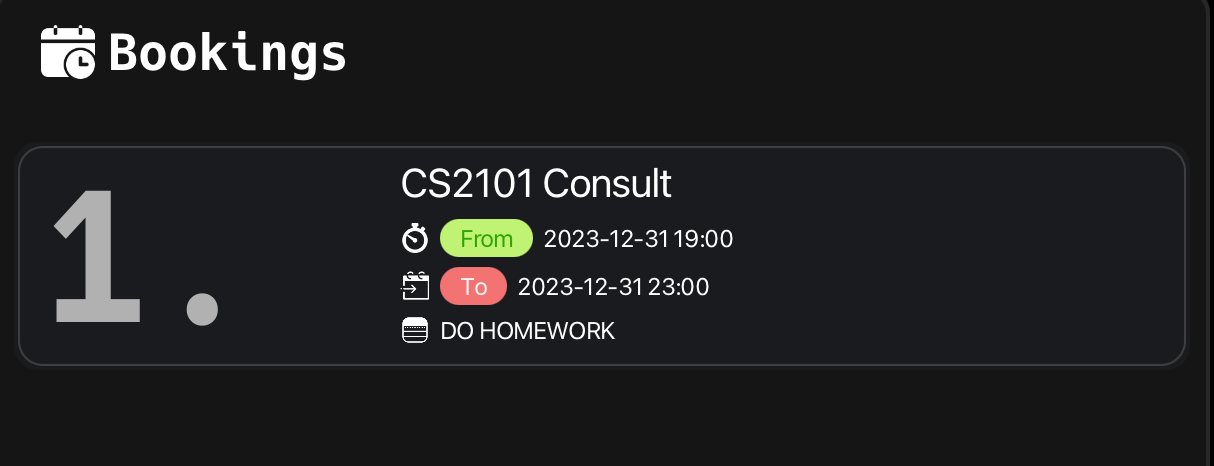 Bookings
1.
CS2101 Consult
From 2023-12-31 19:00
To 2023-12-31 23:00
DO HOMEWORK